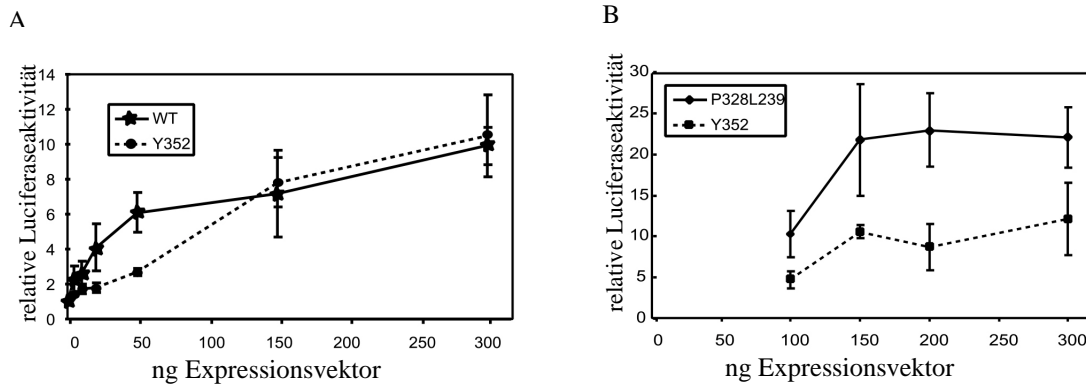 A
relative Luciferaseaktivität
14
12
10
8
6
4
2
0
WT
Y352
0 50 100 150 200 250 300
ng Expressionsvektor
B
relative Luciferaseaktivität
30
25
20
15
10
5
0
P328L239
Y352
0 100 150 200 250 300
ng Expressionsvektor